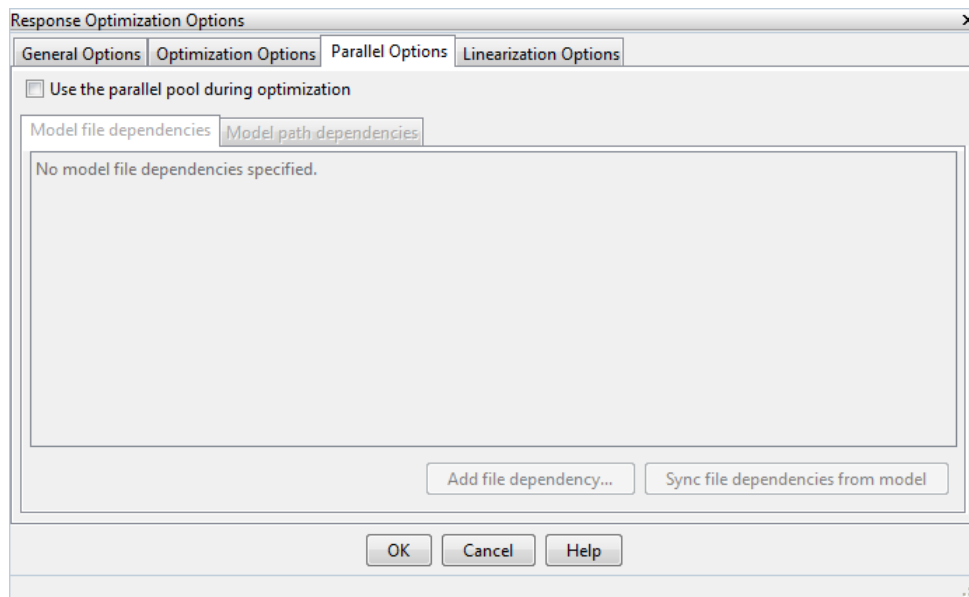 Response Optimization Options
General Options Optimization Options Parallel Options Linearization Options
Use the parallel pool during optimization
Model file dependencies Model path dependencies
No model file dependencies specified.
Add file dependency... Sync file dependencies from model
OK Cancel Help